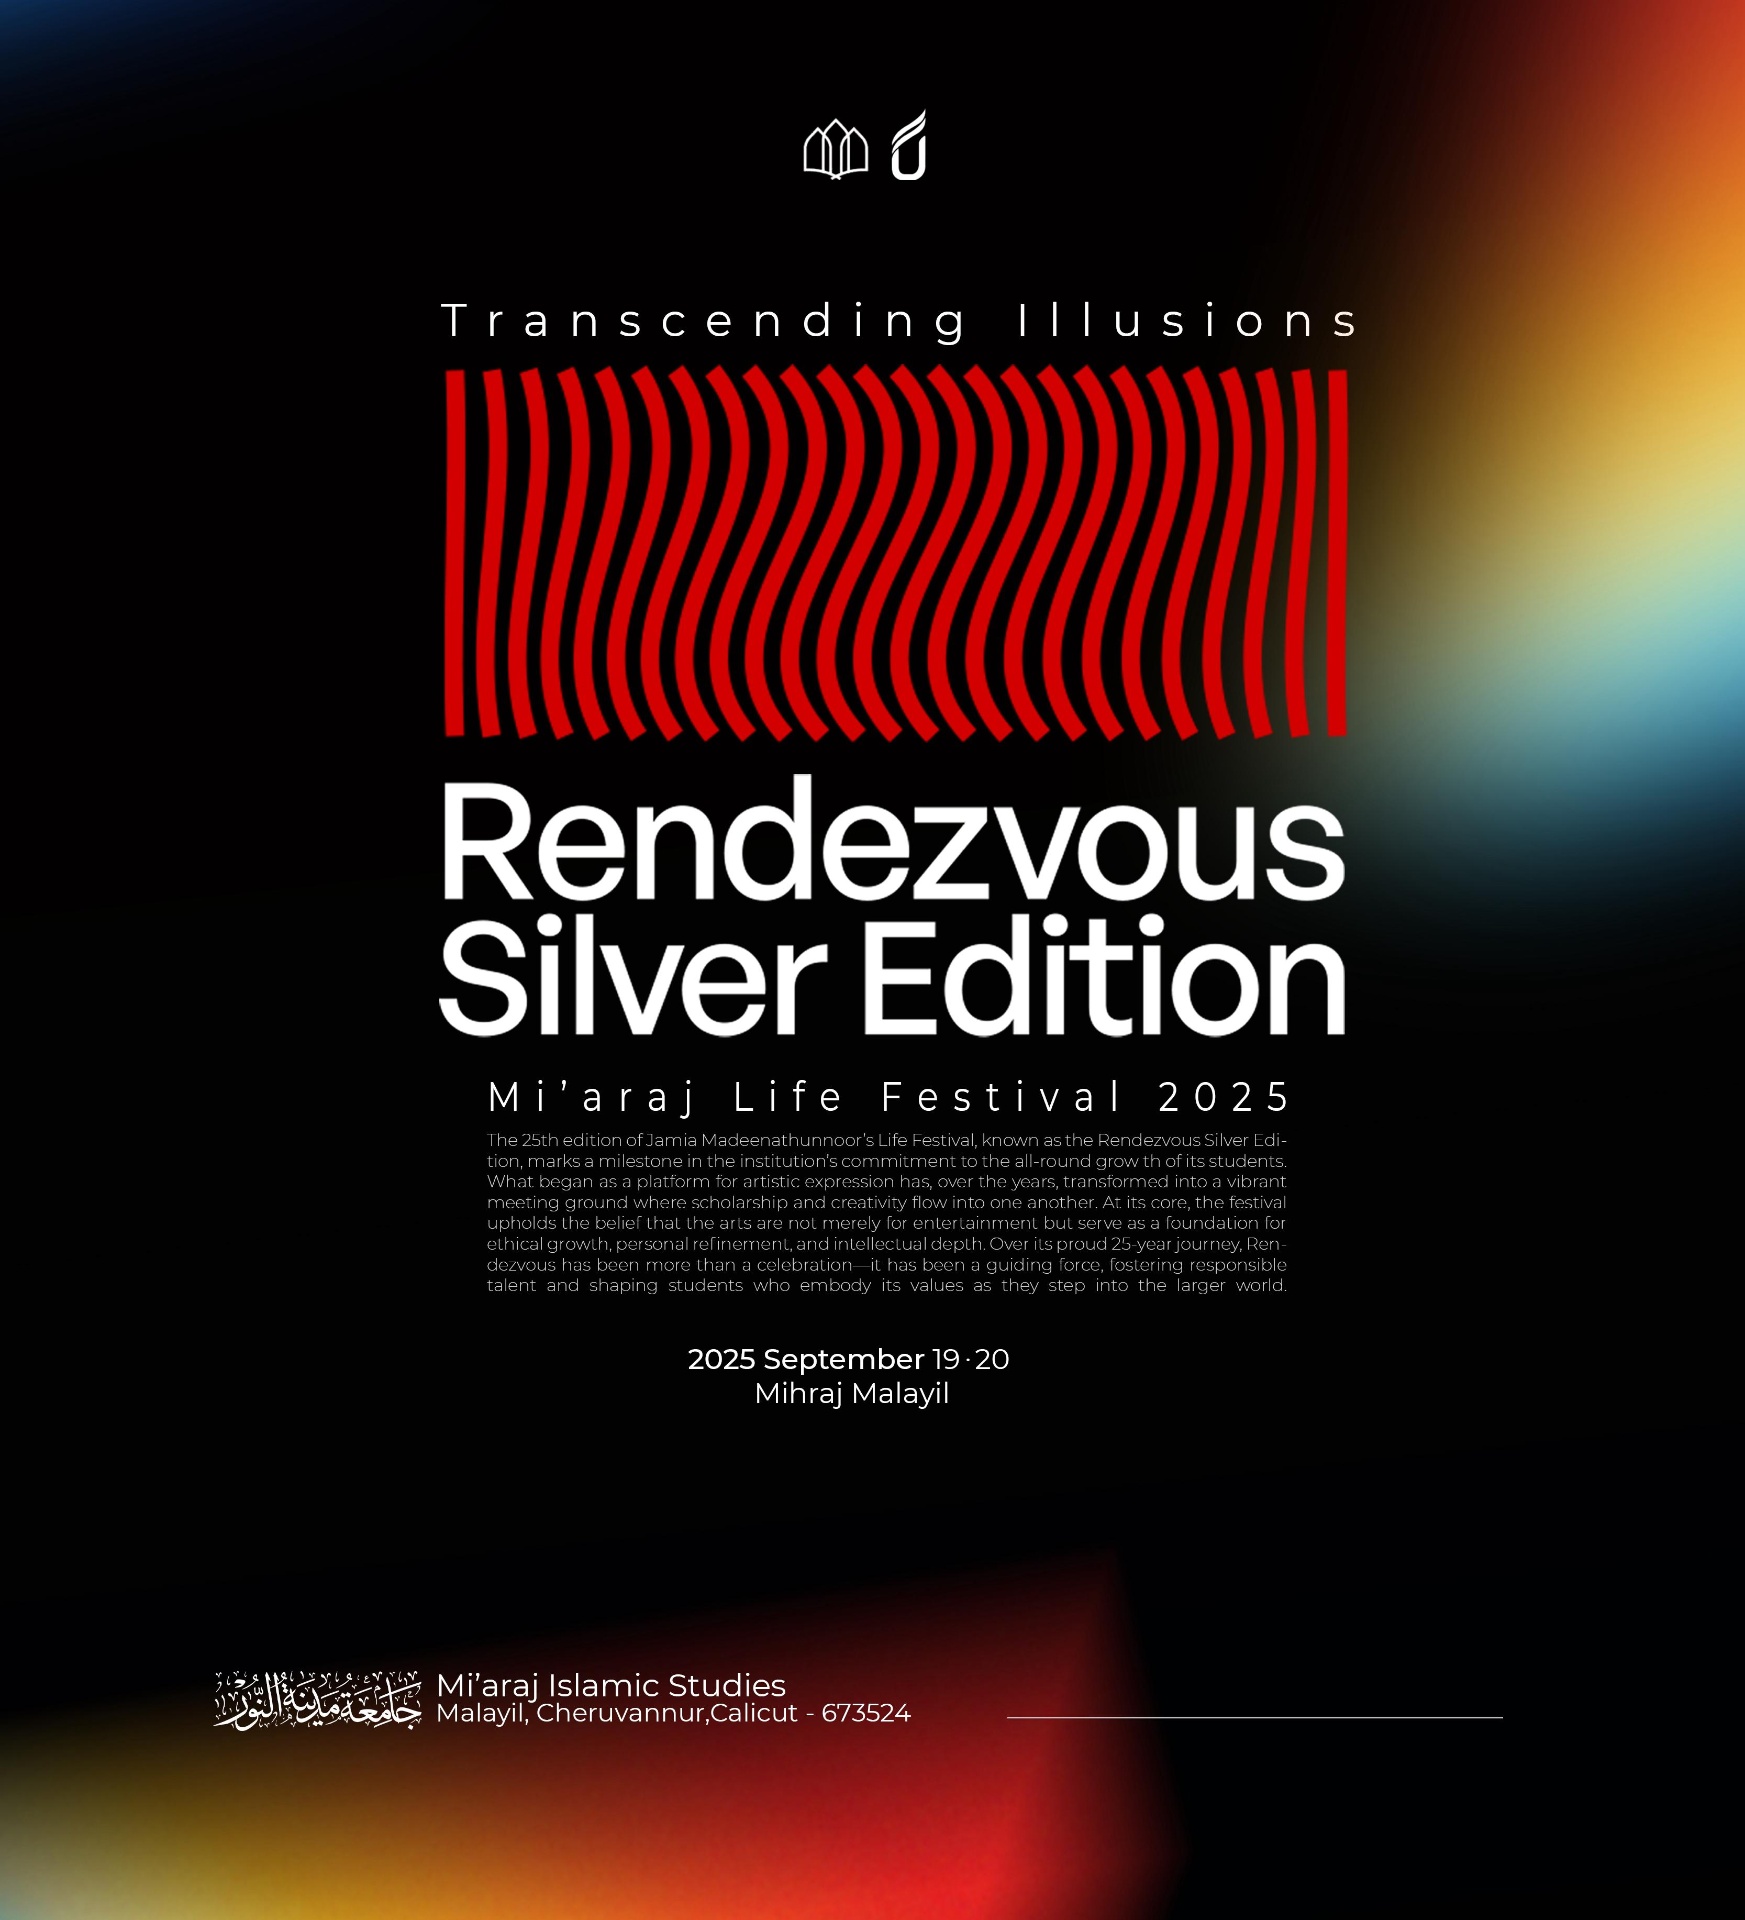 Transcending Illusions
Rendezvous
Silver Edition
Mi’araj Life Festival 2025
The 25th edition of Jamia Madeenathunnoor’s Life Festival, known as the Rendezvous Silver Edi-
tion, marks a milestone in the institution’s commitment to the all-round grow th of its students.
What began as a platform for artistic expression has, over the years, transformed into a vibrant
meeting ground where scholarship and creativity flow into one another. At its core, the festival
upholds the belief that the arts are not merely for entertainment but serve as a foundation for
ethical growth, personal refinement, and intellectual depth. Over its proud 25-year journey, Ren-
dezvous has been more than a celebration—it has been a guiding force, fostering responsible
talent and shaping students who embody its values as they step into the larger world.
2025 September 19·20
Mihraj Malayil
جَامِعَةُ مَدِينَةِ النُّورْ
Mi’araj Islamic Studies
Malayil, Cheruvannur,Calicut - 673524